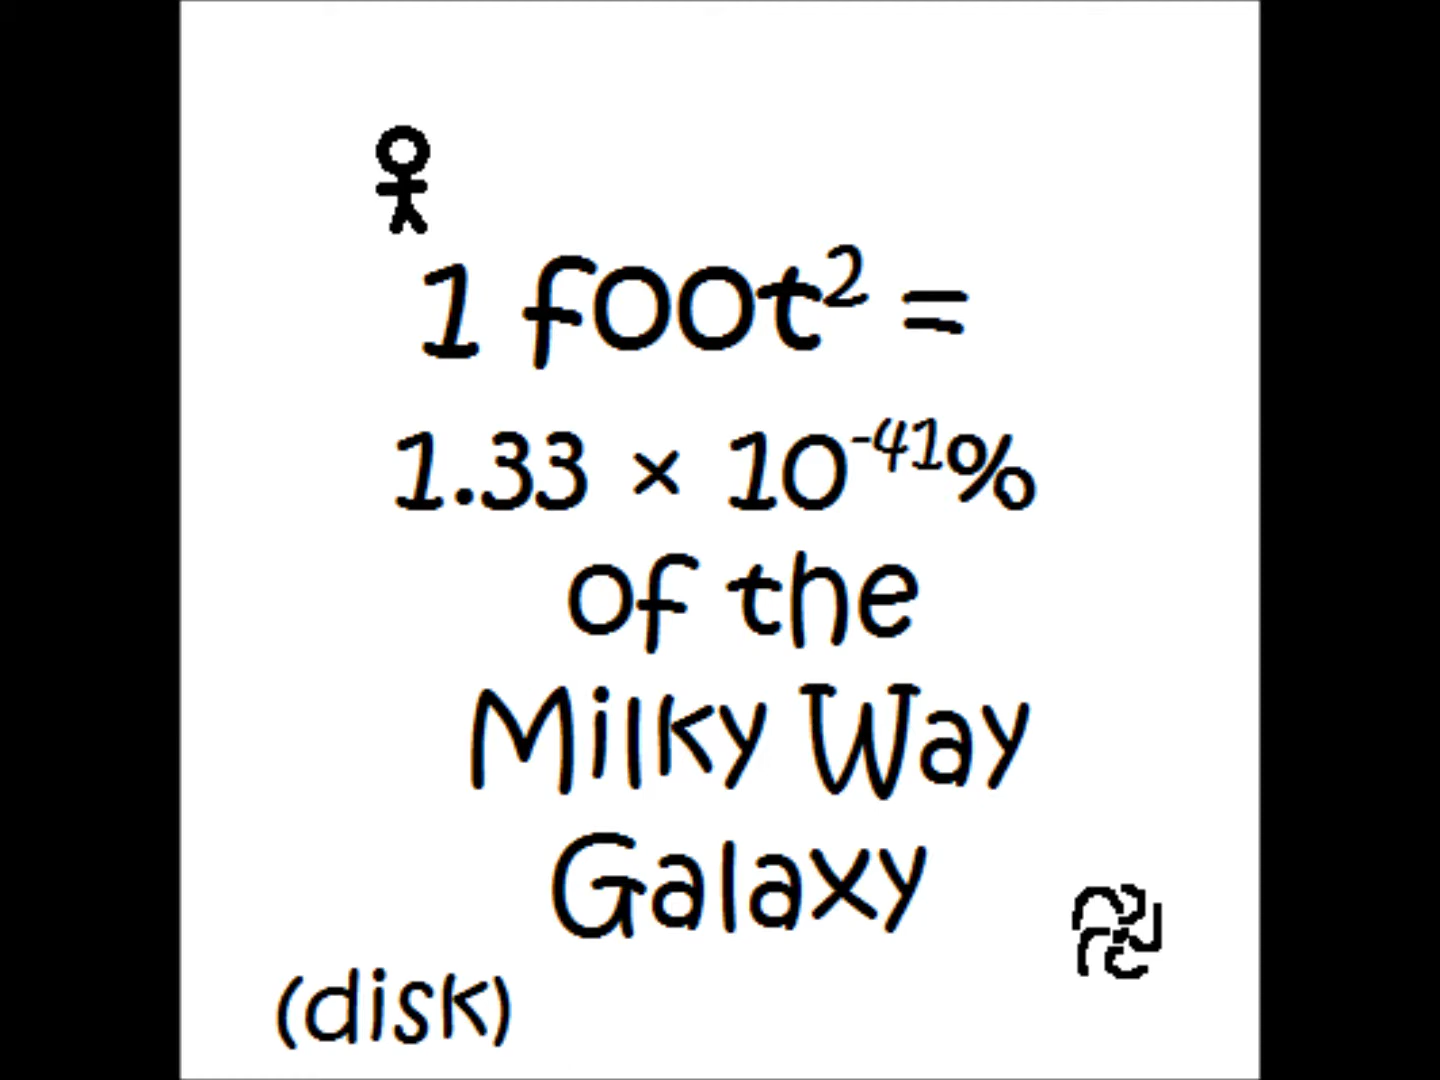 1 foot² =
1.33 × 10⁻⁴¹%
of the
Milky Way
Galaxy
(disk)